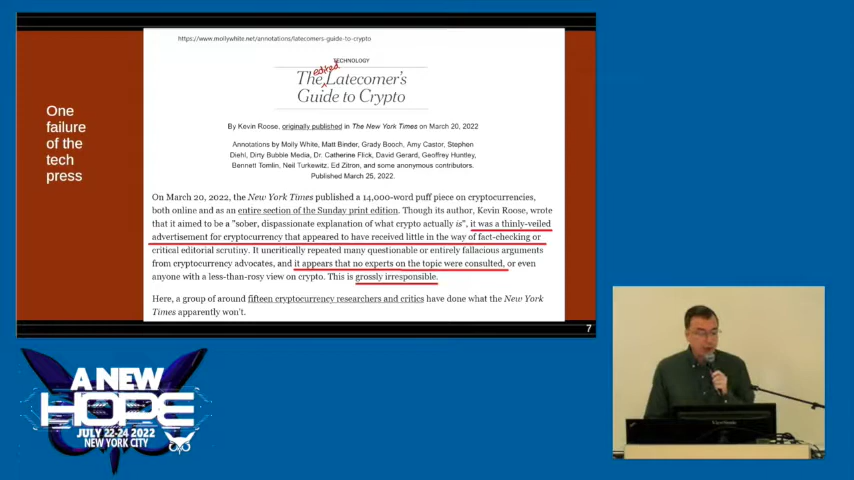 One
failure
of the
tech
press
https://www.mollywhite.net/annotations/latecomers-guide-to-crypto
TECHNOLOGY
edited
The Latecomer's
Guide to Crypto
By Kevin Roose, originally published in The New York Times on March 20, 2022
Annotations by Molly White, Matt Binder, Grady Booch, Amy Castor, Stephen
Diehl, Dirty Bubble Media, Dr. Catherine Flick, David Gerard, Geoffrey Huntley,
Bennett Tomlin, Neil Turkewitz, Ed Zitron, and some anonymous contributors.
Published March 25, 2022.
On March 20, 2022, the New York Times published a 14,000-word puff piece on cryptocurrencies,
both online and as an entire section of the Sunday print edition. Though its author, Kevin Roose, wrote
that it aimed to be a "sober, dispassionate explanation of what crypto actually is", it was a thinly-veiled
advertisement for cryptocurrency that appeared to have received little in the way of fact-checking or
critical editorial scrutiny. It uncritically repeated many questionable or entirely fallacious arguments
from cryptocurrency advocates, and it appears that no experts on the topic were consulted, or even
anyone with a less-than-rosy view on crypto. This is grossly irresponsible.
Here, a group of around fifteen cryptocurrency researchers and critics have done what the New York
Times apparently won't.
7
A NEW
HOPE
JULY 22-24 2022
NEW YORK CITY
ViewSonic